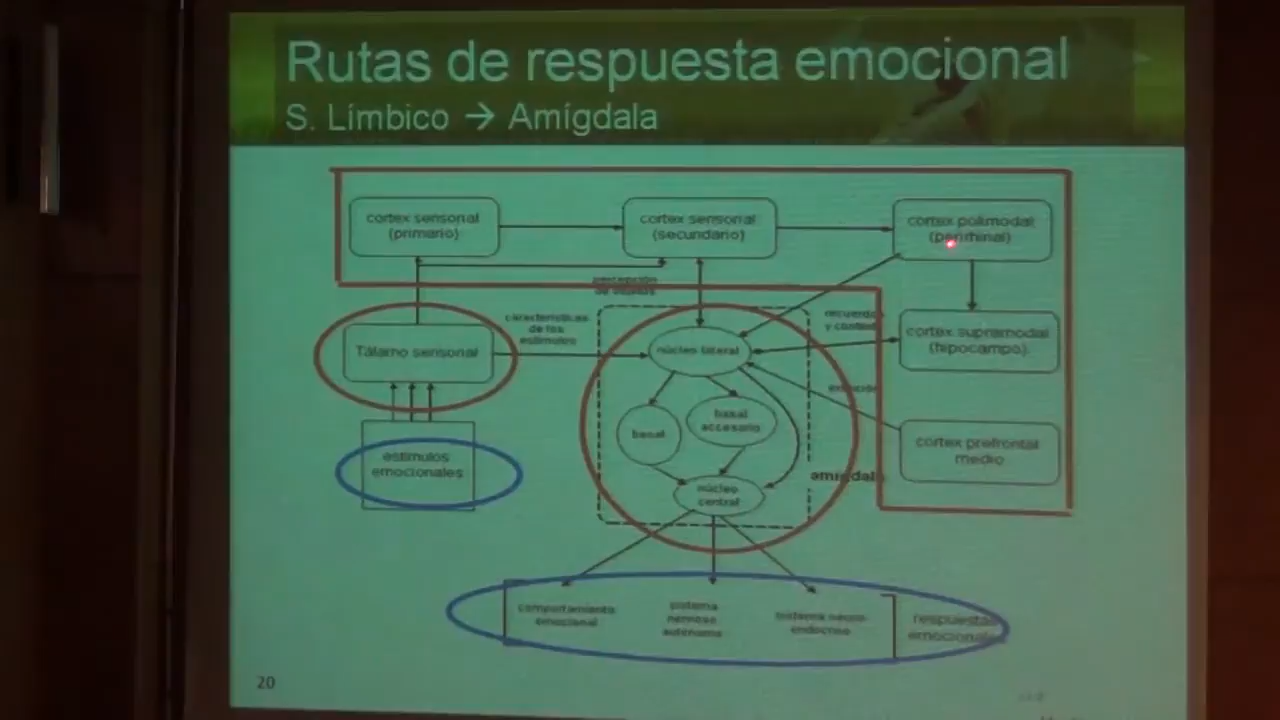 Rutas de respuesta emocional
S. Límbico → Amígdala
cortex sensorial
(primario)
cortex sensorial
(secundario)
cortex polimodal
(perirhinal)
percepción
características
de los
estímulos
recuerdos
y contexto
Tálamo sensorial
núcleo lateral
cortex supramodal
(hipocampo)
basal
basal
accesorio
estímulos
emocionales
cortex prefrontal
medio
núcleo
central
amígdala
comportamiento
emocional
sistema
nervioso
autónomo
sistema neuro-
endocrino
respuestas
emocionales
20